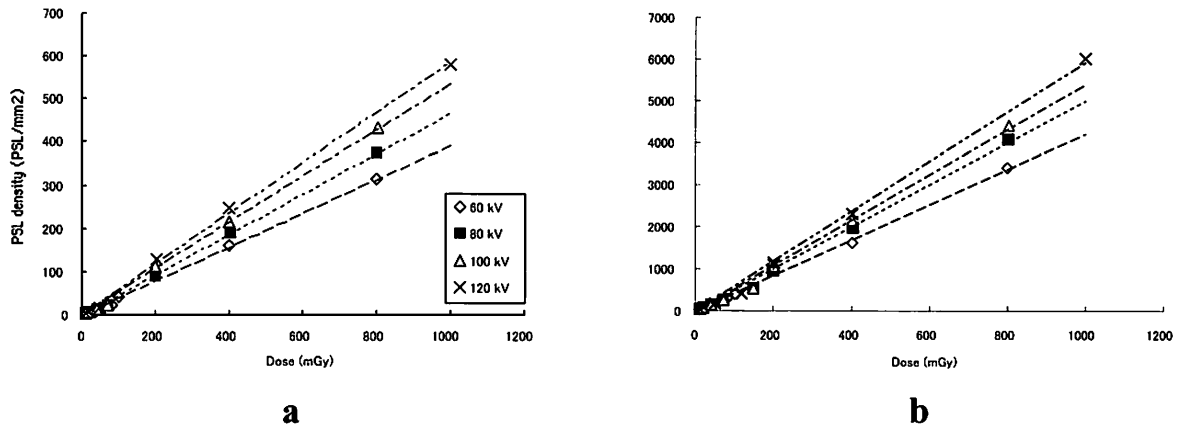 700
600
500
400
300
200
100
0
PSL density (PSL/mm2)
0 200 400 600 800 1000 1200
Dose (mGy)
60 kV
80 kV
100 kV
120 kV
a
7000
6000
5000
4000
3000
2000
1000
0
0 200 400 600 800 1000 1200
Dose (mGy)
b